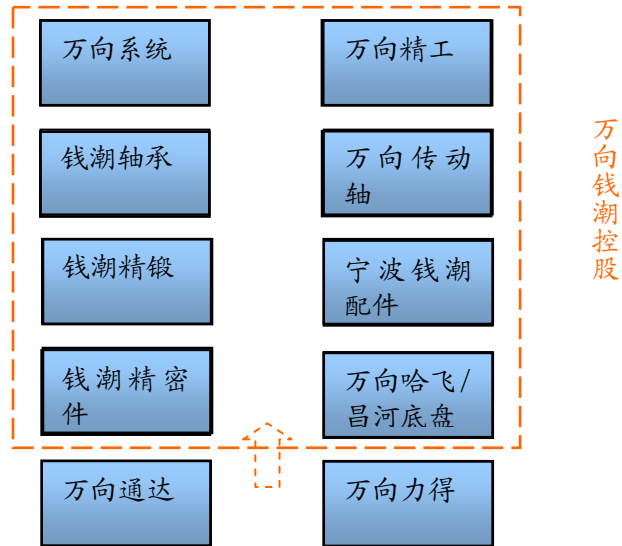 万向系统
万向精工
钱潮轴承
万向传动
轴
钱潮精锻
宁波钱潮
配件
钱潮精密
件
万向哈飞/
昌河底盘
万向通达
万向力得
万向钱潮控股